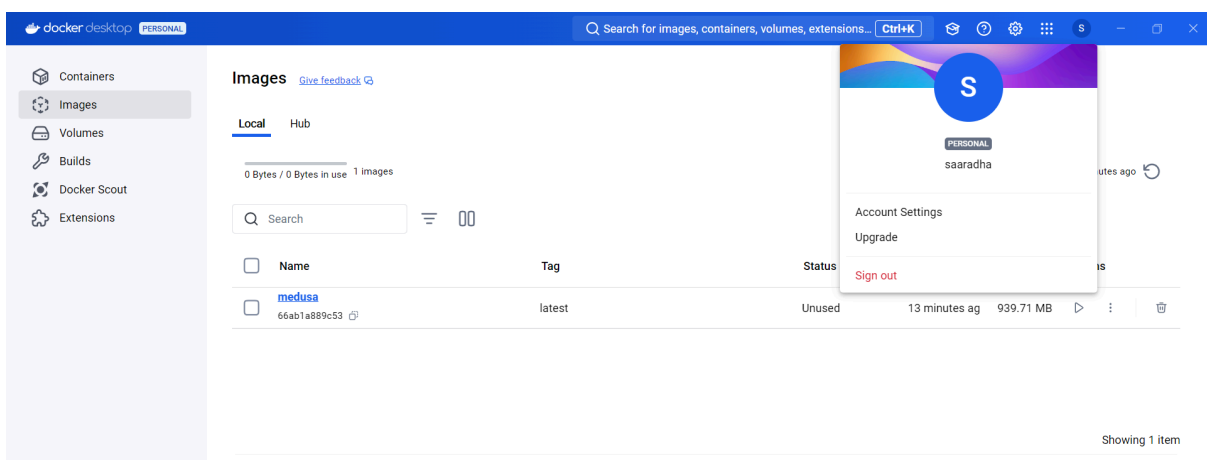 docker desktop PERSONAL
Search for images, containers, volumes, extensions... Ctrl+K
S
Containers
Images
Volumes
Builds
Docker Scout
Extensions
Images Give feedback
Local Hub
0 Bytes / 0 Bytes in use 1 images
utes ago
Search
Name Tag Status
medusa
66ab1a889c53
latest Unused 13 minutes ag 939.71 MB
Showing 1 item
S
PERSONAL
saaradha
Account Settings
Upgrade
Sign out